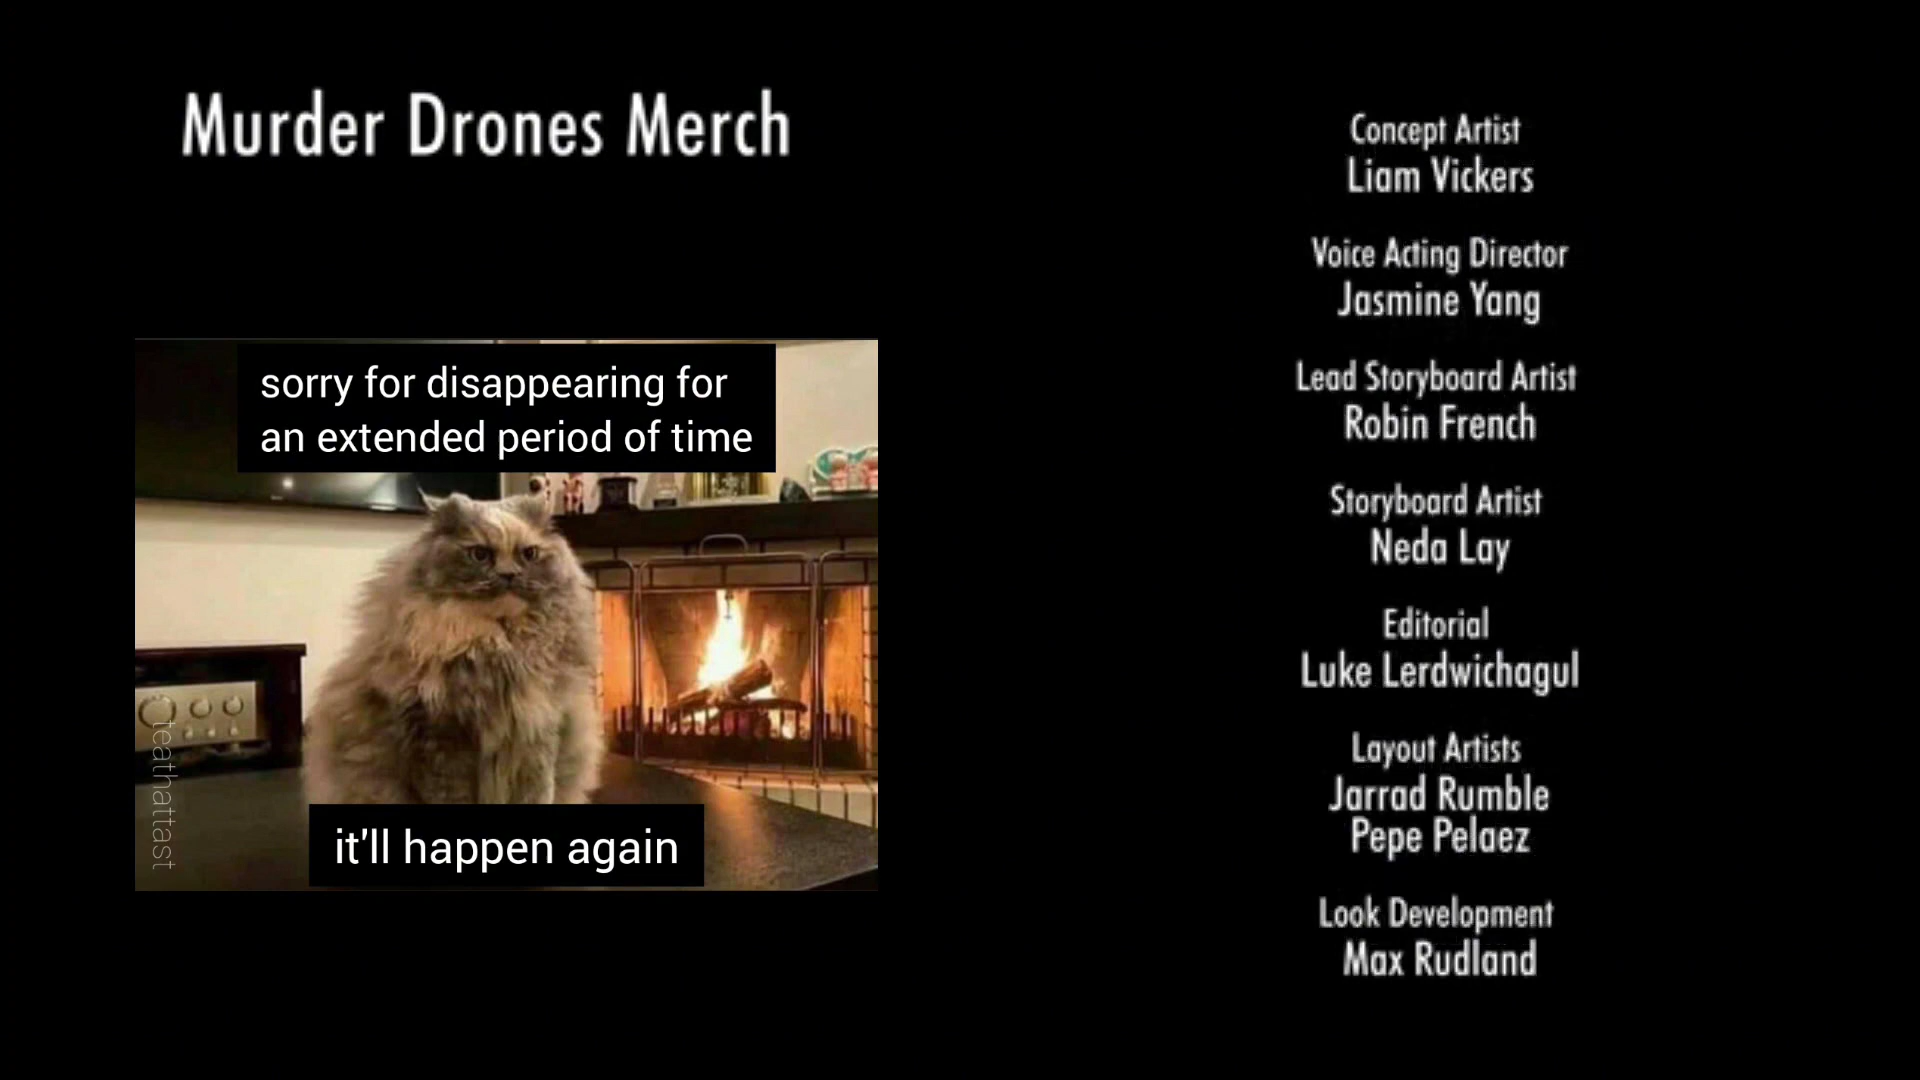 Murder Drones Merch
sorry for disappearing for
an extended period of time
it'll happen again
teathattast
Concept Artist
Liam Vickers
Voice Acting Director
Jasmine Yang
Lead Storyboard Artist
Robin French
Storyboard Artist
Neda Lay
Editorial
Luke Lerdwichagul
Layout Artists
Jarrad Rumble
Pepe Pelaez
Look Development
Max Rudland